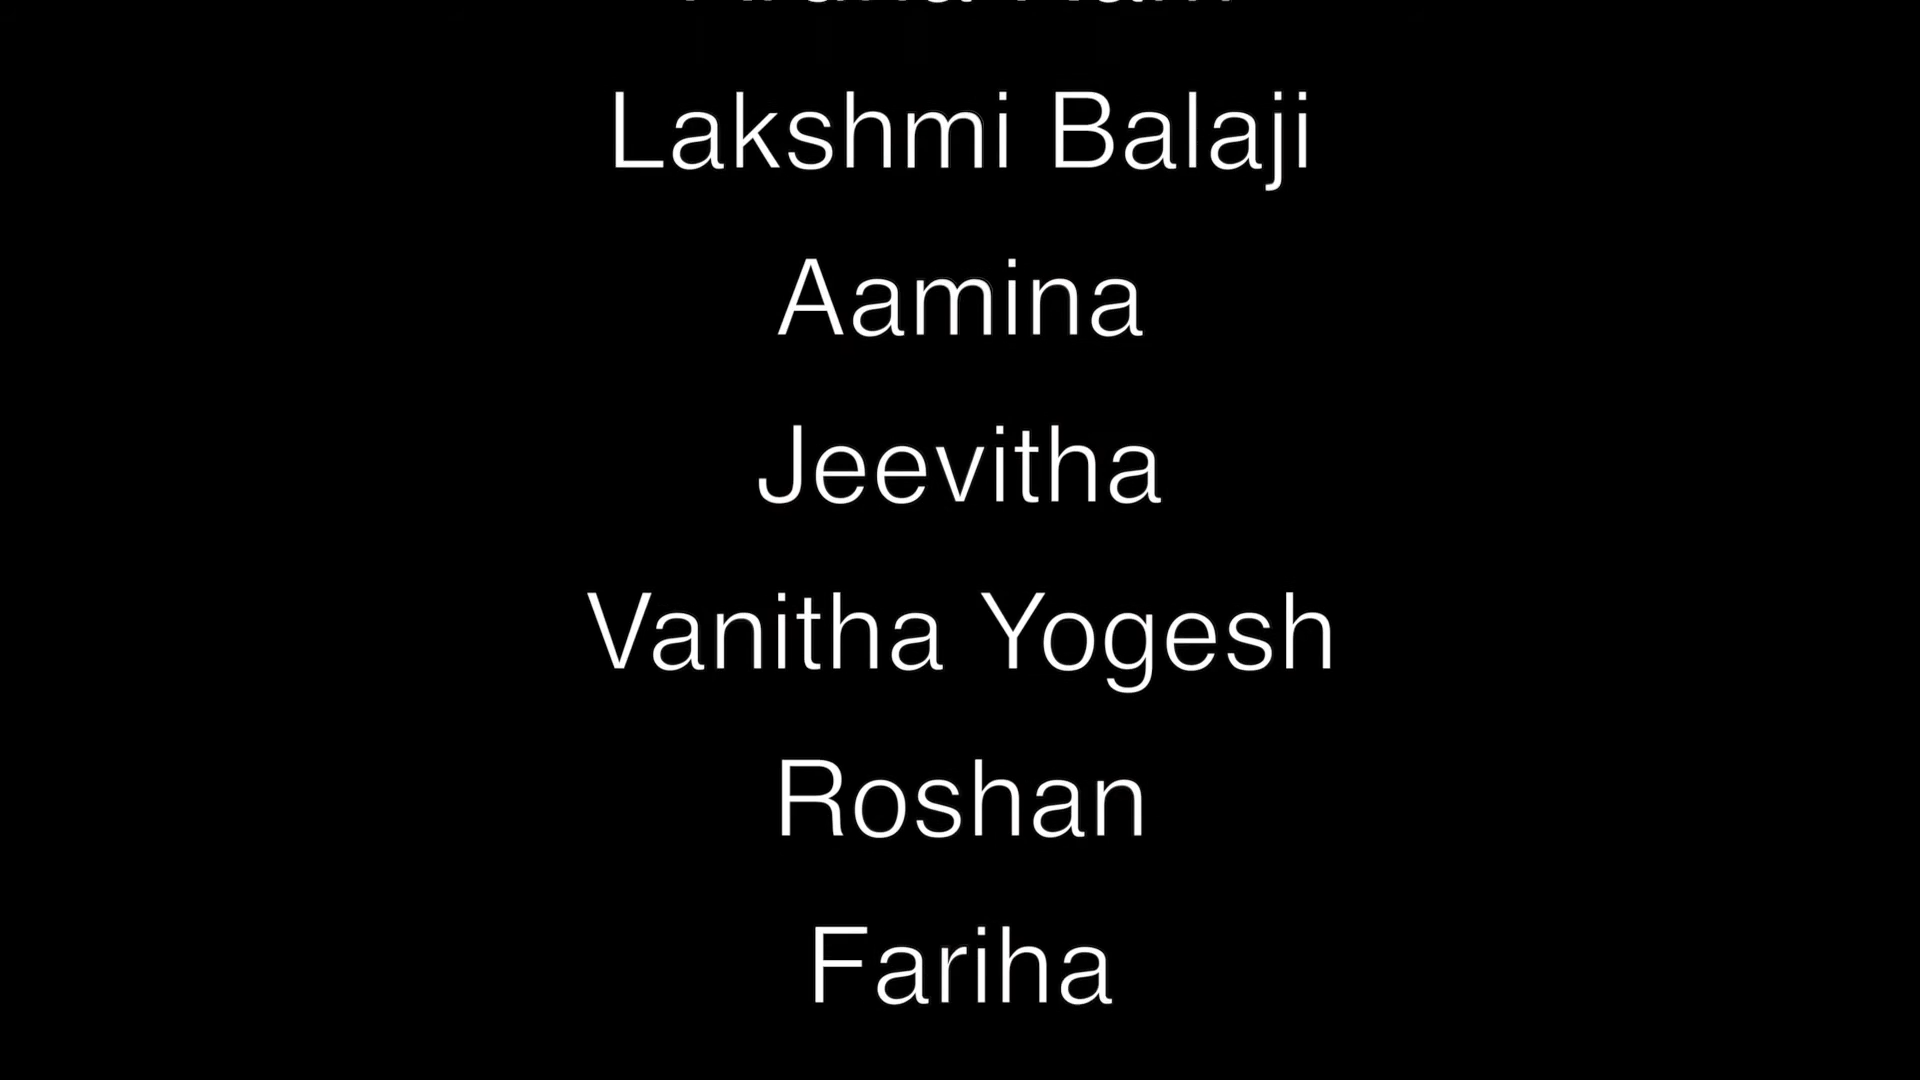 Lakshmi Balaji
Aamina
Jeevitha
Vanitha Yogesh
Roshan
Fariha